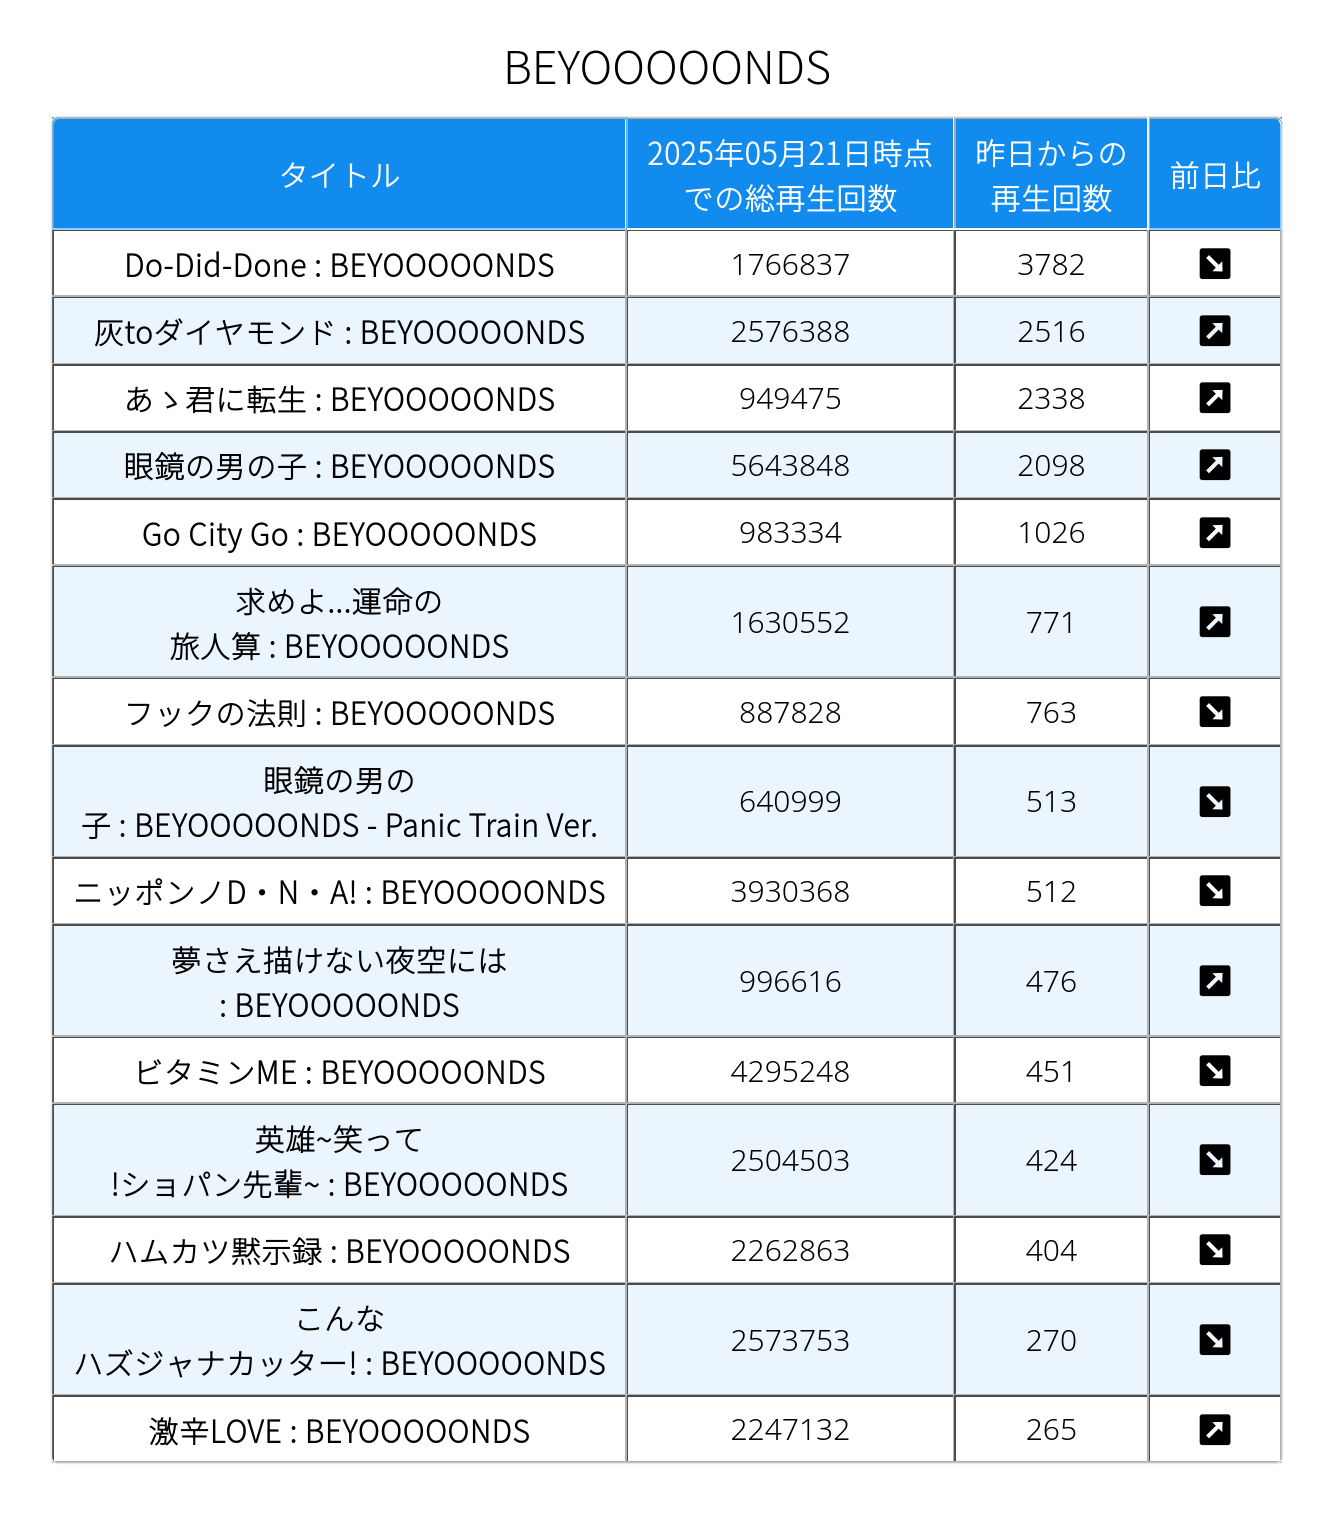 BEYOOOOONDS
タイトル
2025年05月21日時点
での総再生回数
昨日からの
再生回数
前日比
Do-Did-Done : BEYOOOOONDS
1766837
3782
灰toダイヤモンド : BEYOOOOONDS
2576388
2516
あゝ君に転生 : BEYOOOOONDS
949475
2338
眼鏡の男の子 : BEYOOOOONDS
5643848
2098
Go City Go : BEYOOOOONDS
983334
1026
求めよ...運命の
旅人算 : BEYOOOOONDS
1630552
771
フックの法則 : BEYOOOOONDS
887828
763
眼鏡の男の
子 : BEYOOOOONDS - Panic Train Ver.
640999
513
ニッポンノD・N・A! : BEYOOOOONDS
3930368
512
夢さえ描けない夜空には
: BEYOOOOONDS
996616
476
ビタミンME : BEYOOOOONDS
4295248
451
英雄~笑って
!ショパン先輩~ : BEYOOOOONDS
2504503
424
ハムカツ黙示録 : BEYOOOOONDS
2262863
404
こんな
ハズジャナカッター! : BEYOOOOONDS
2573753
270
激辛LOVE : BEYOOOOONDS
2247132
265